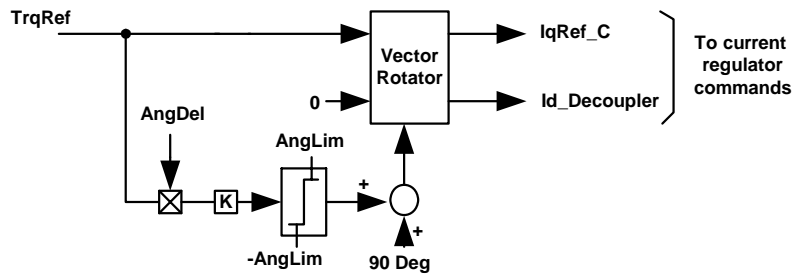 TrqRef
IqRef_C
Vector
Rotator
To current
regulator
commands
0
Id_Decoupler
AngDel
AngLim
K
+
+
-AngLim
90 Deg